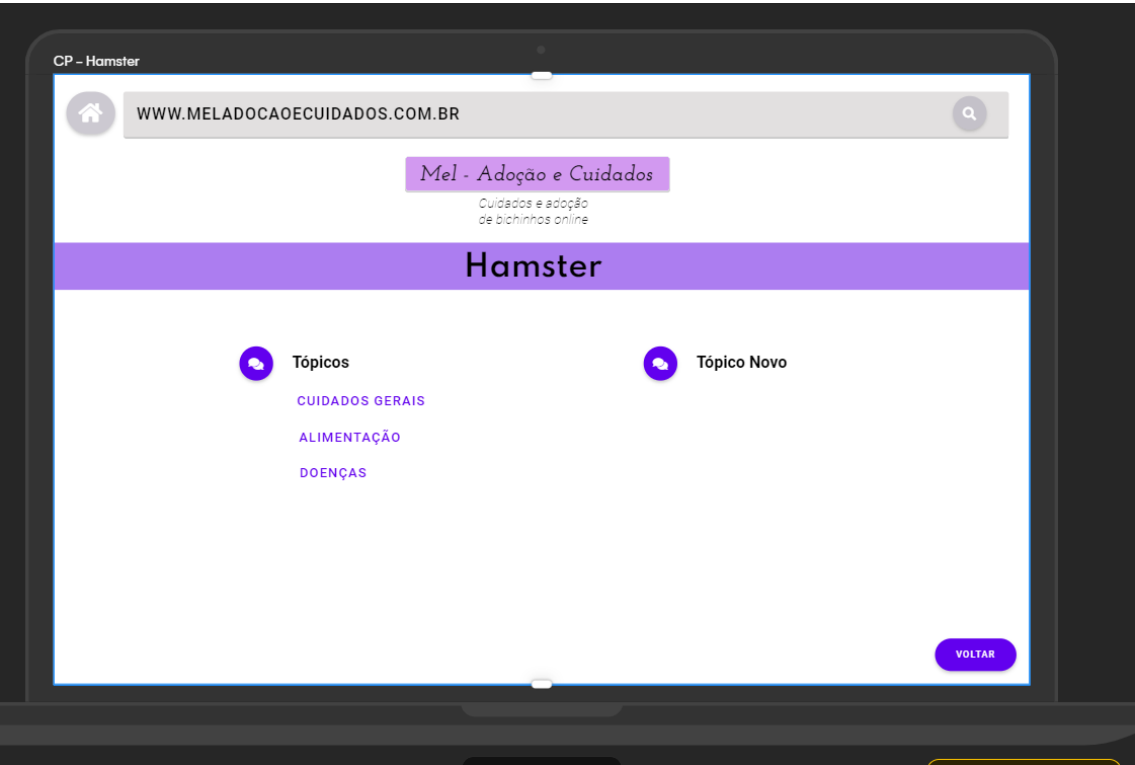 CP – Hamster
WWW.MELADOCAOECUIDADOS.COM.BR
Mel - Adoção e Cuidados
Cuidados e adoção
de bichinhos online
Hamster
Tópicos
CUIDADOS GERAIS
ALIMENTAÇÃO
DOENÇAS
Tópico Novo
VOLTAR